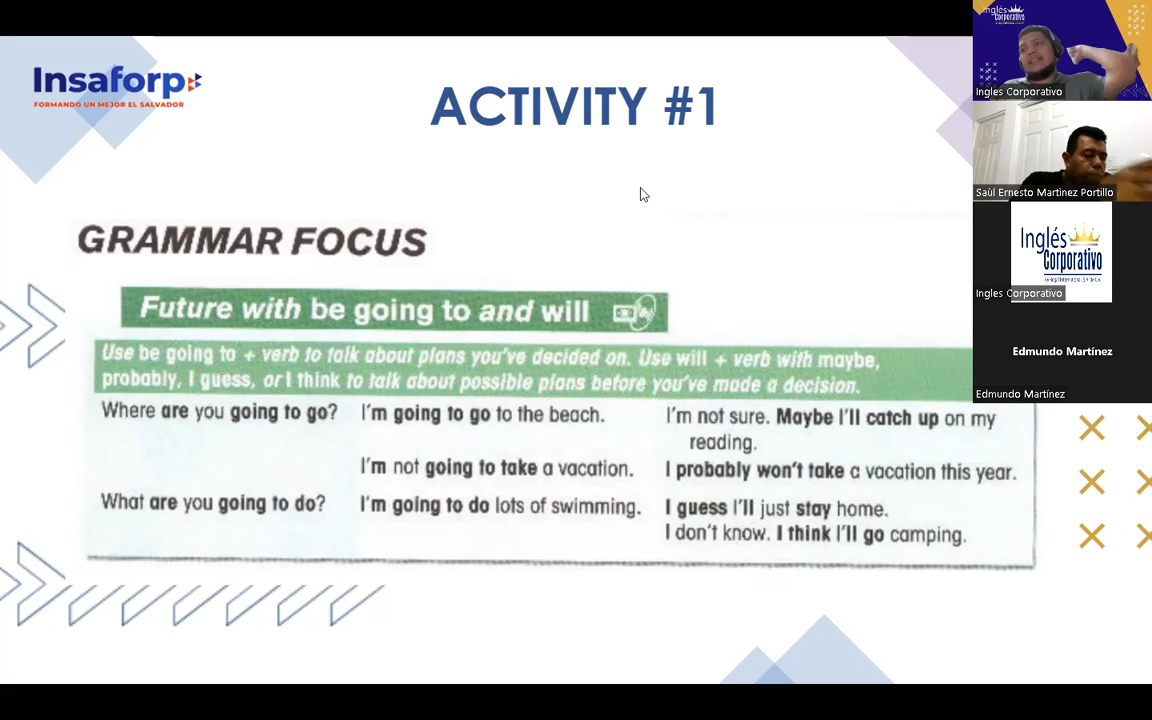 Insaforp
FORMANDO UN MEJOR EL SALVADOR
ACTIVITY #1
GRAMMAR FOCUS
Future with be going to and will
Use be going to + verb to talk about plans you've decided on. Use will + verb with maybe,
probably, I guess, or I think to talk about possible plans before you've made a decision.
Where are you going to go? I'm going to go to the beach. I'm not sure. Maybe I'll catch up on my
reading.
I'm not going to take a vacation. I probably won't take a vacation this year.
What are you going to do? I'm going to do lots of swimming. I guess I'll just stay home.
I don't know. I think I'll go camping.
Inglés
Corporativo
Ingles Corporativo
Saùl Ernesto Martìnez Portillo
Inglés
Corporativo
Ingles Corporativo
Edmundo Martínez
Edmundo Martínez